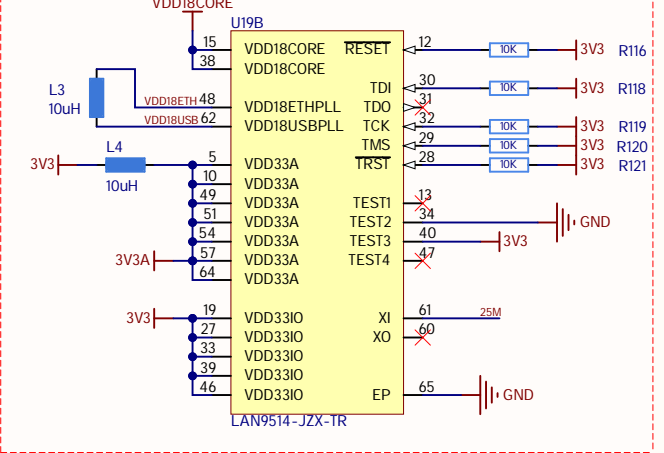 VDD18CORE
U19B
15 VDD18CORE RESET 12 10K 3V3 R116
38 VDD18CORE
L3
10uH
TDI 30 10K 3V3 R118
VDD18ETH 48 VDD18ETHPLL TDO 31
VDD18USB 62 VDD18USBPLL TCK 32 10K 3V3 R119
TMS 29 10K 3V3 R120
L4
3V3 10uH 5 VDD33A TRST 28 10K 3V3 R121
10 VDD33A
49 VDD33A TEST1 13
51 VDD33A TEST2 34 GND
54 VDD33A TEST3 40 3V3
3V3A 57 VDD33A TEST4 47
64 VDD33A
3V3 19 VDD33IO XI 61 25M
27 VDD33IO XO 60
33 VDD33IO
39 VDD33IO
46 VDD33IO EP 65 GND
LAN9514-JZX-TR